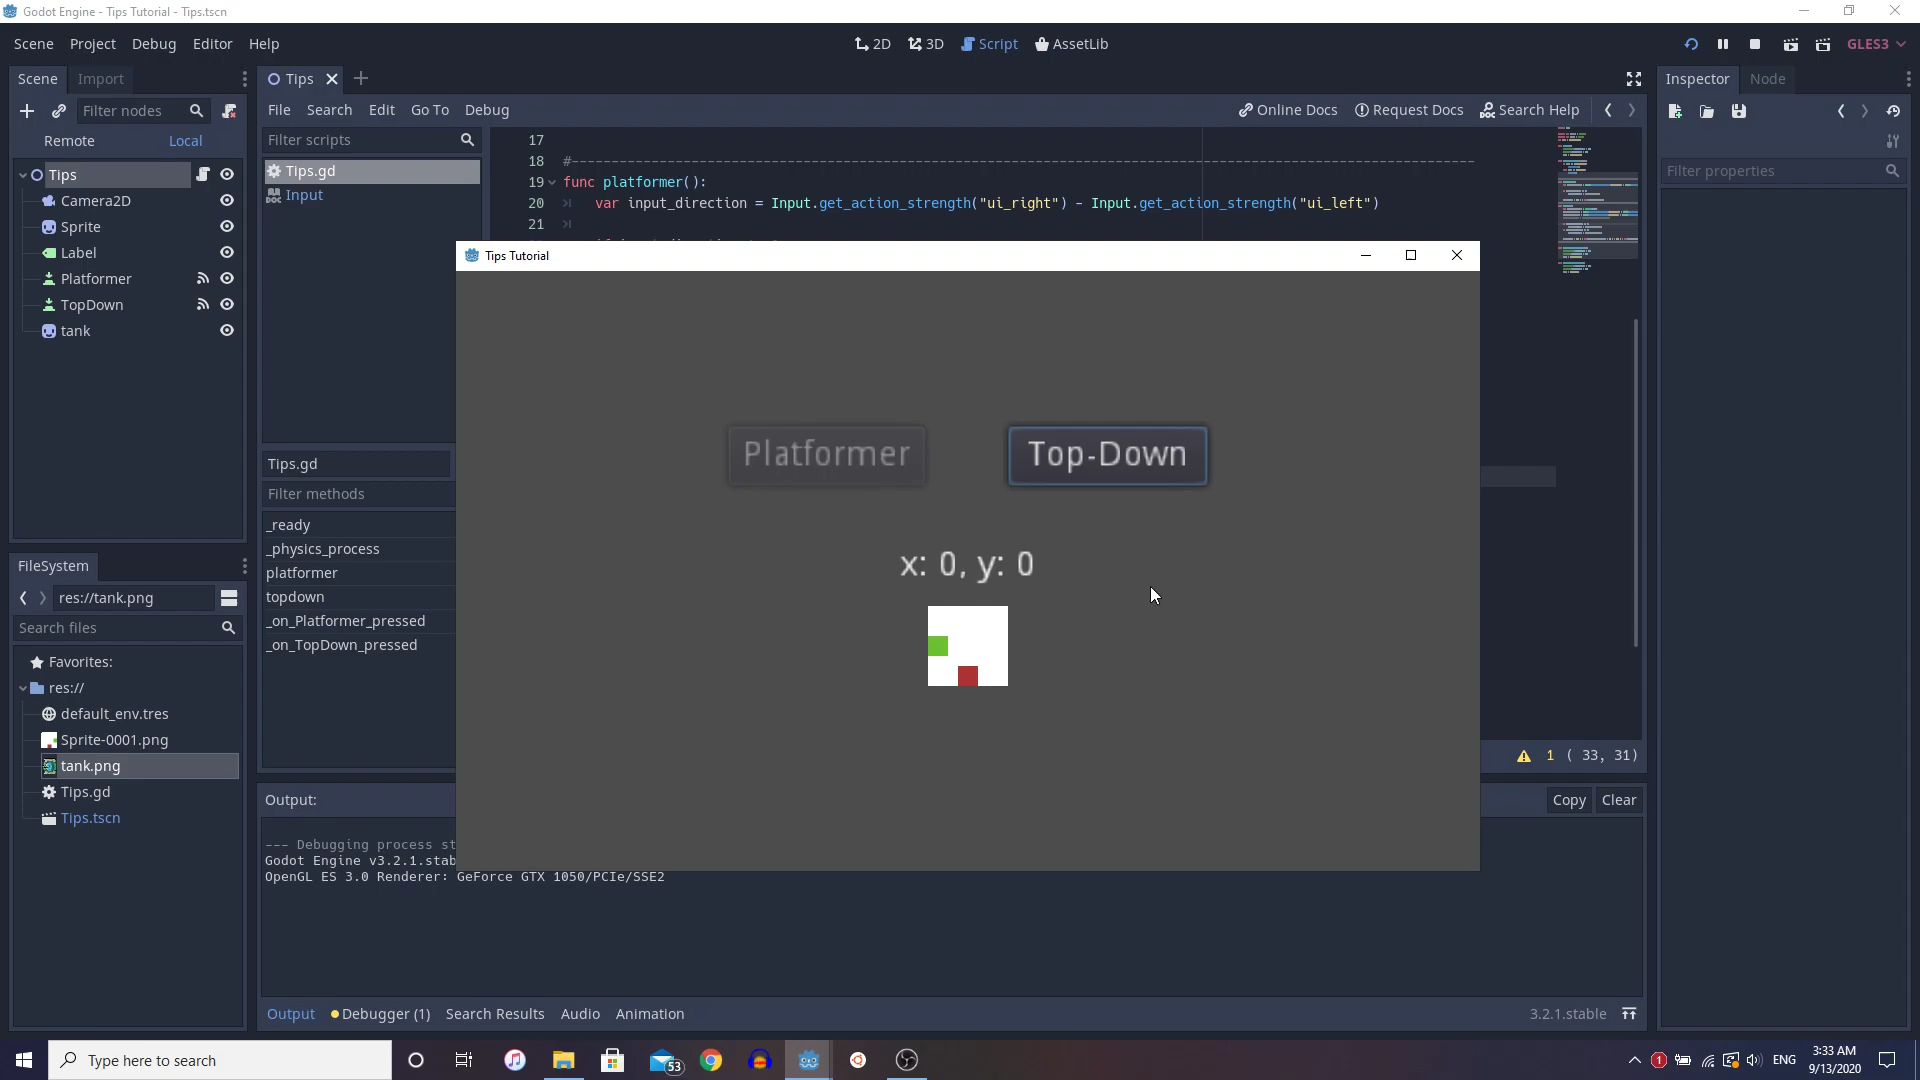 Godot Engine - Tips Tutorial - Tips.tscn
Scene Project Debug Editor Help
2D 3D Script AssetLib
GLES3
Scene Import
Tips
Inspector Node
Filter nodes
File Search Edit Go To Debug
Online Docs Request Docs Search Help
Remote Local
Filter scripts
Filter properties
Tips
Camera2D
Sprite
Label
Platformer
TopDown
tank
Tips.gd
Input
17
18 #-----------------------------------------------------------------------------------------
19 func platformer():
20 var input_direction = Input.get_action_strength("ui_right") - Input.get_action_strength("ui_left")
21
Tips Tutorial
Platformer Top-Down
x: 0, y: 0
Tips.gd
Filter methods
_ready
_physics_process
platformer
topdown
_on_Platformer_pressed
_on_TopDown_pressed
FileSystem
res://tank.png
Search files
Favorites:
res://
default_env.tres
Sprite-0001.png
tank.png
Tips.gd
Tips.tscn
1 ( 33, 31)
Output:
Copy Clear
--- Debugging process st
Godot Engine v3.2.1.stab
OpenGL ES 3.0 Renderer: GeForce GTX 1050/PCIe/SSE2
Output Debugger (1) Search Results Audio Animation
3.2.1.stable
Type here to search
53
1
ENG
3:33 AM
9/13/2020